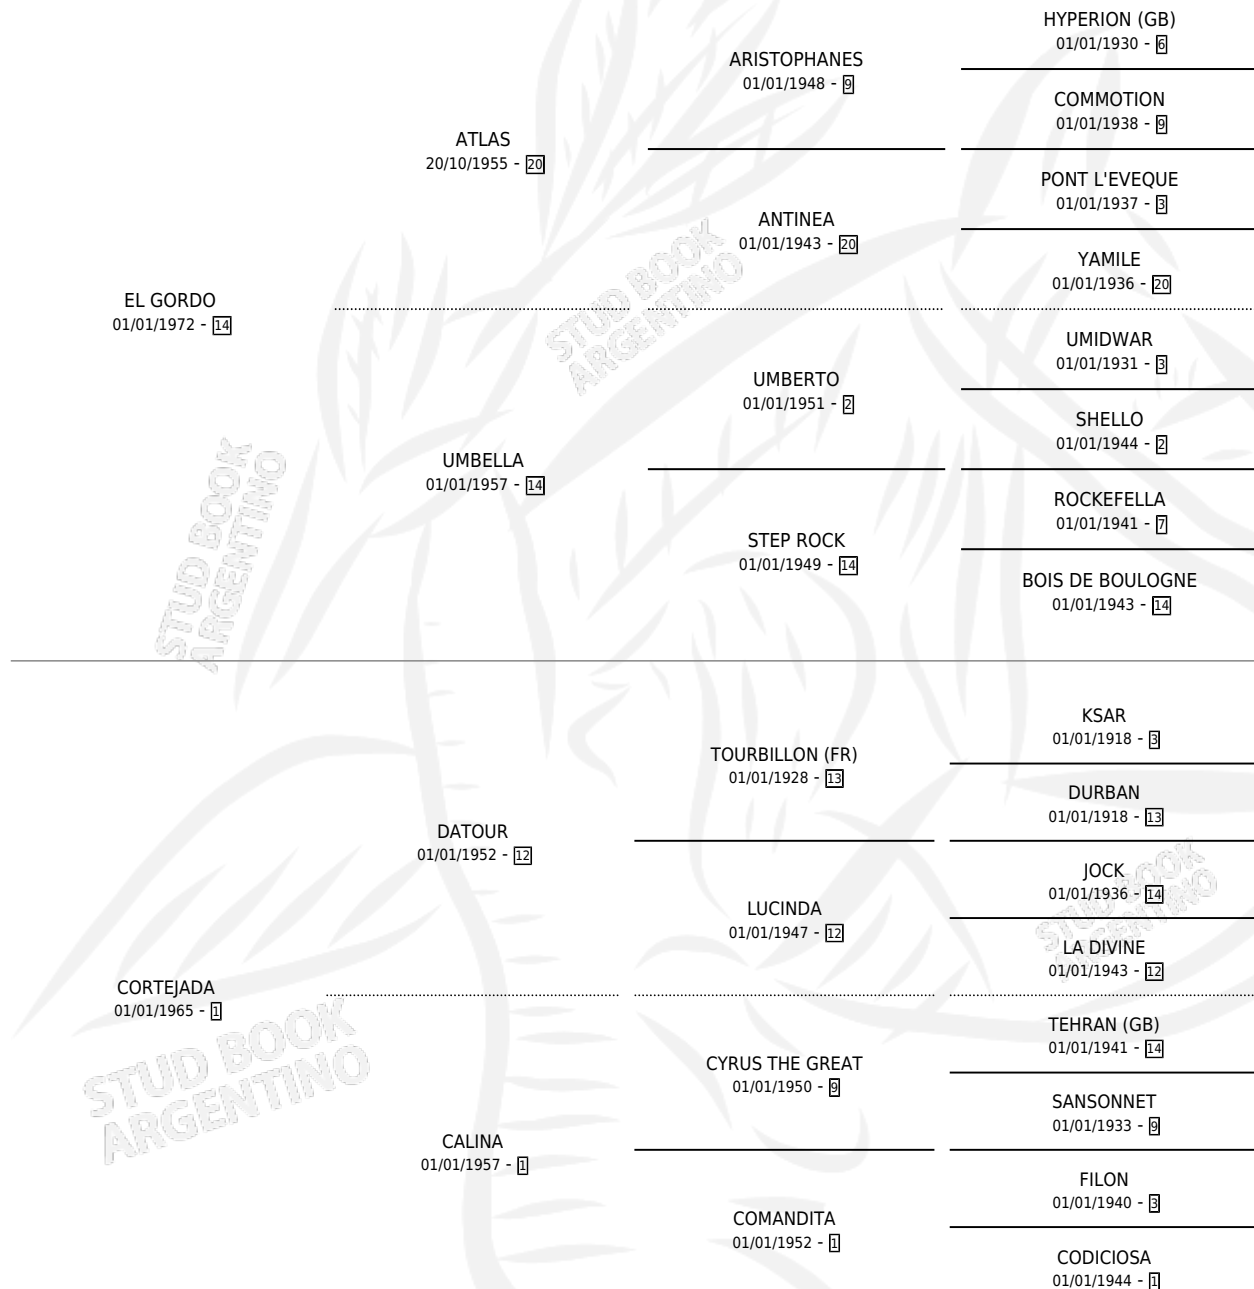 HYPERION (GB)
01/01/1930 - 6
ARISTOPHANES
01/01/1948 - 9
COMMOTION
01/01/1938 - 9
ATLAS
20/10/1955 - 20
PONT L'EVEQUE
01/01/1937 - 3
ANTINEA
01/01/1943 - 20
YAMILE
01/01/1936 - 20
EL GORDO
01/01/1972 - 14
STUD BOOK
ARGENTINO
UMIDWAR
01/01/1931 - 3
UMBERTO
01/01/1951 - 2
SHELLO
01/01/1944 - 2
UMBELLA
01/01/1957 - 14
ROCKEFELLA
01/01/1941 - 7
STEP ROCK
01/01/1949 - 14
BOIS DE BOULOGNE
01/01/1943 - 14
STUD BOOK
ARGENTINO
KSAR
01/01/1918 - 3
TOURBILLON (FR)
01/01/1928 - 13
DURBAN
01/01/1918 - 13
DATOUR
01/01/1952 - 12
JOCK
01/01/1936 - 14
LUCINDA
01/01/1947 - 12
STUD BOOK
ARGENTINO
LA DIVINE
01/01/1943 - 12
CORTEJADA
01/01/1965 - 1
TEHRAN (GB)
01/01/1941 - 14
CYRUS THE GREAT
01/01/1950 - 9
STUD BOOK
ARGENTINO
SANSONNET
01/01/1933 - 9
CALINA
01/01/1957 - 1
FILON
01/01/1940 - 3
COMANDITA
01/01/1952 - 1
CODICIOSA
01/01/1944 - 1